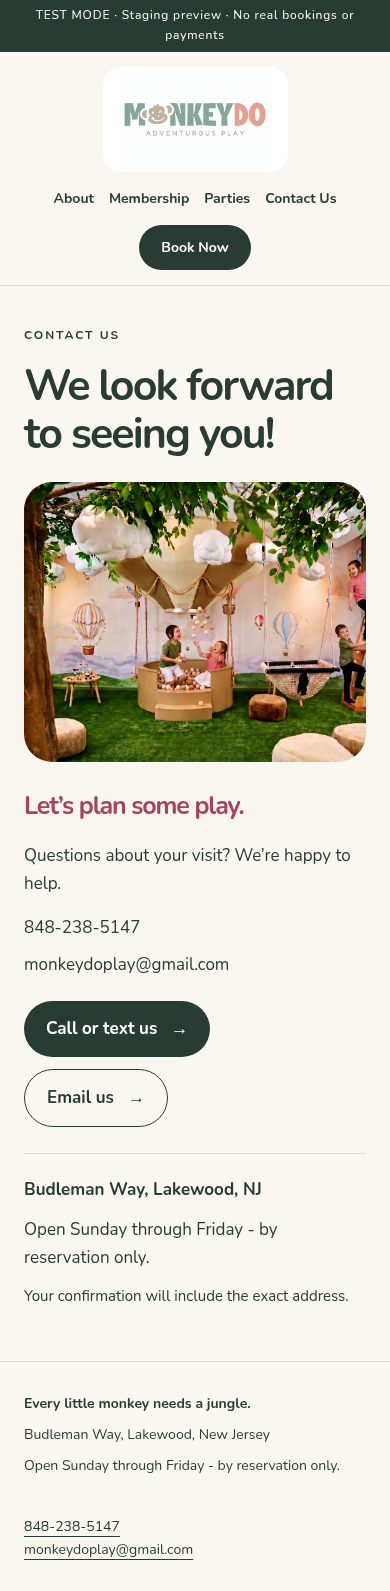 TEST MODE · Staging preview · No real bookings or
payments
MONKEYDO
ADVENTUROUS PLAY
About Membership Parties Contact Us
Book Now
CONTACT US
We look forward
to seeing you!
Let’s plan some play.
Questions about your visit? We’re happy to
help.
848-238-5147
monkeydoplay@gmail.com
Call or text us →
Email us →
Budleman Way, Lakewood, NJ
Open Sunday through Friday - by
reservation only.
Your confirmation will include the exact address.
Every little monkey needs a jungle.
Budleman Way, Lakewood, New Jersey
Open Sunday through Friday - by reservation only.
848-238-5147
monkeydoplay@gmail.com